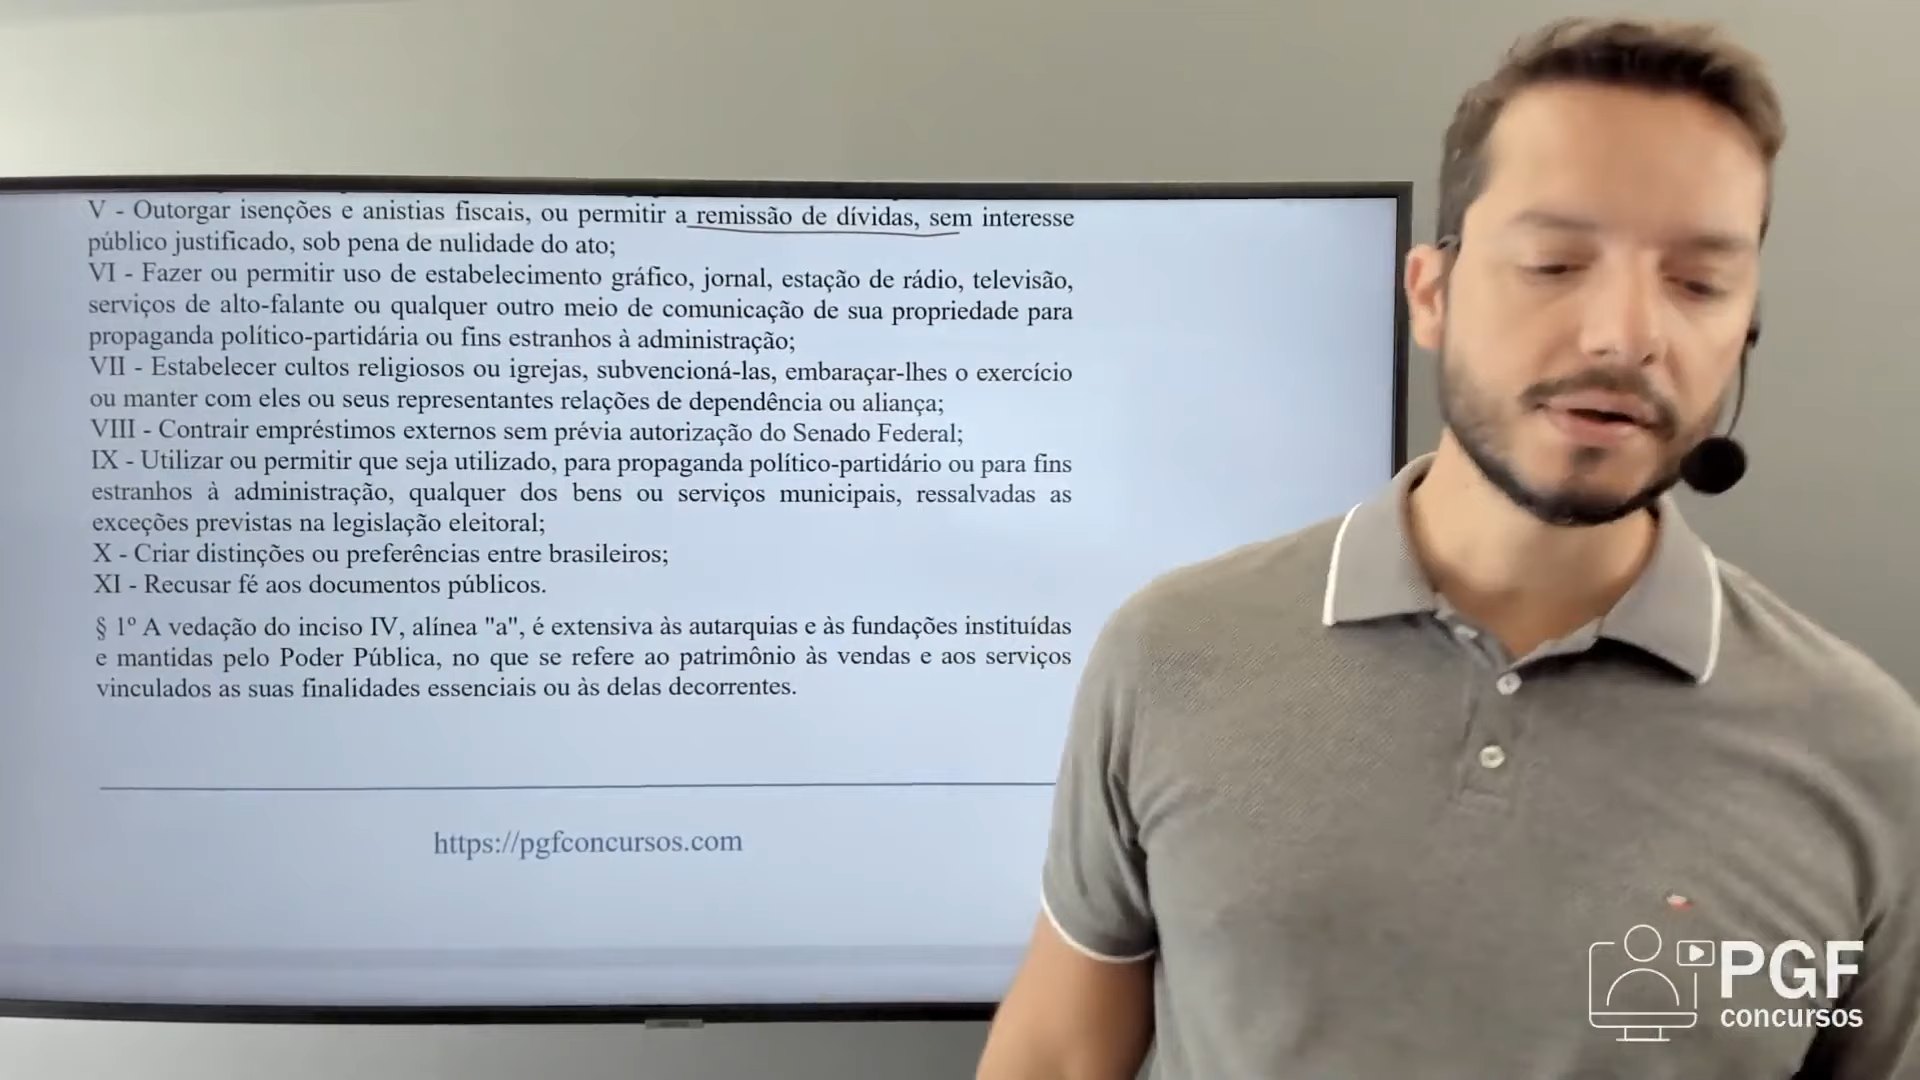 V - Outorgar isenções e anistias fiscais, ou permitir a remissão de dívidas, sem interesse
público justificado, sob pena de nulidade do ato;
VI - Fazer ou permitir uso de estabelecimento gráfico, jornal, estação de rádio, televisão,
serviços de alto-falante ou qualquer outro meio de comunicação de sua propriedade para
propaganda político-partidária ou fins estranhos à administração;
VII - Estabelecer cultos religiosos ou igrejas, subvencioná-las, embaraçar-lhes o exercício
ou manter com eles ou seus representantes relações de dependência ou aliança;
VIII - Contrair empréstimos externos sem prévia autorização do Senado Federal;
IX - Utilizar ou permitir que seja utilizado, para propaganda político-partidário ou para fins
estranhos à administração, qualquer dos bens ou serviços municipais, ressalvadas as
exceções previstas na legislação eleitoral;
X - Criar distinções ou preferências entre brasileiros;
XI - Recusar fé aos documentos públicos.
§ 1º A vedação do inciso IV, alínea "a", é extensiva às autarquias e às fundações instituídas
e mantidas pelo Poder Pública, no que se refere ao patrimônio às vendas e aos serviços
vinculados as suas finalidades essenciais ou às delas decorrentes.
https://pgfconcursos.com
PGF
concursos